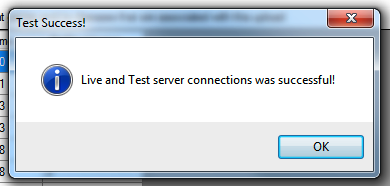 Test Success!
Live and Test server connections was successful!
OK